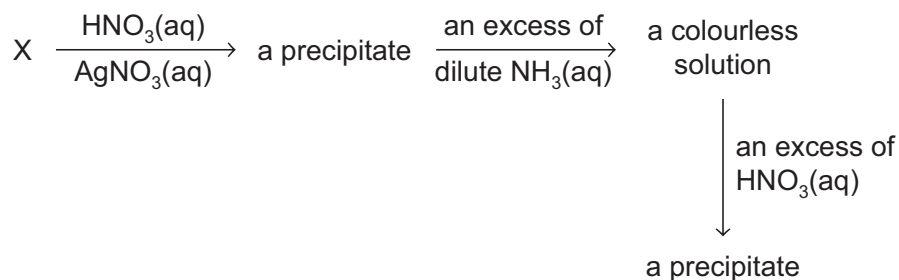 X
HNO₃(aq)
AgNO₃(aq)
a precipitate
an excess of
dilute NH₃(aq)
a colourless
solution
an excess of
HNO₃(aq)
a precipitate